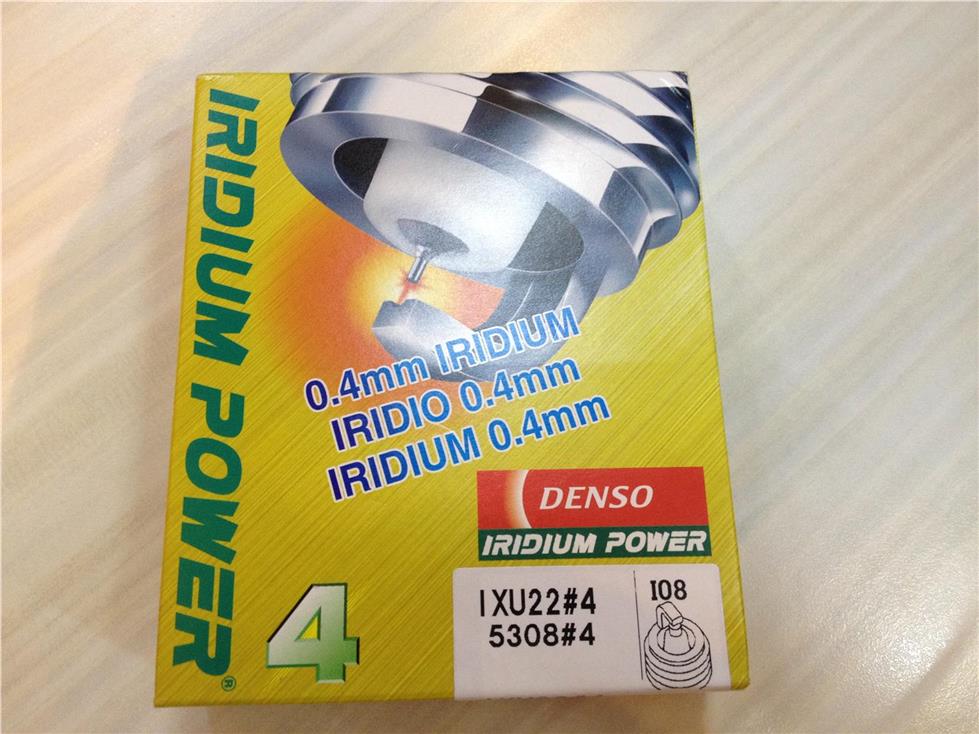 IRIDIUM POWER®
0.4mm IRIDIUM
IRIDIO 0.4mm
IRIDIUM 0.4mm
DENSO
IRIDIUM POWER
4
IXU22#4
5308#4
I08